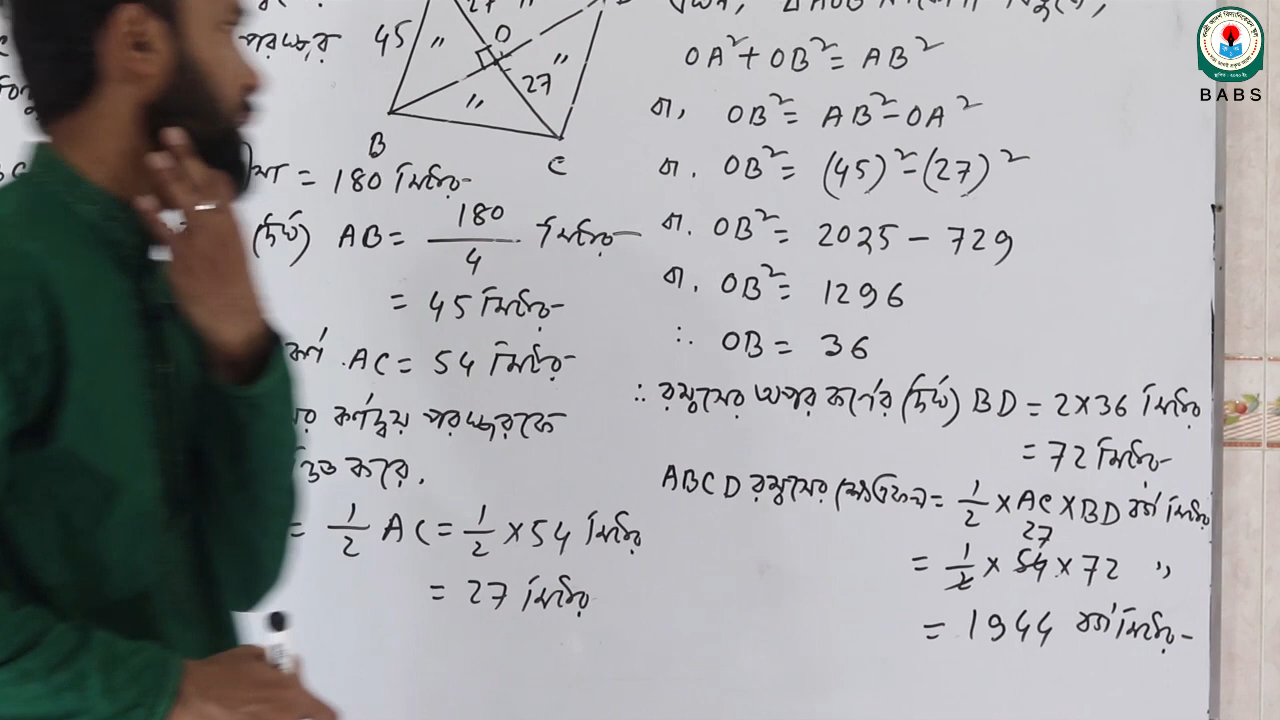 45 " O 27 "
" 27
B
C
= 180 মিটার
AB = 180/4 মিটার
= 45 মিটার
কর্ণ AC = 54 মিটার
কর্ণদ্বয় পরস্পরকে
করে.
= 1/2 AC = 1/2 × 54 মিটার
= 27 মিটার
OA² + OB² = AB²
বা, OB² = AB² - OA²
বা, OB² = (45)² - (27)²
বা, OB² = 2025 - 729
বা, OB² = 1296
∴ OB = 36
∴ রম্বসের অপর কর্ণের দৈর্ঘ্য BD = 2×36 মিটার
= 72 মিটার
ABCD রম্বসের ক্ষেত্রফল = 1/2 × AC × BD বর্গ মিটার
27
= 1/2 × 54 × 72 "
= 1944 বর্গ মিটার
BABS